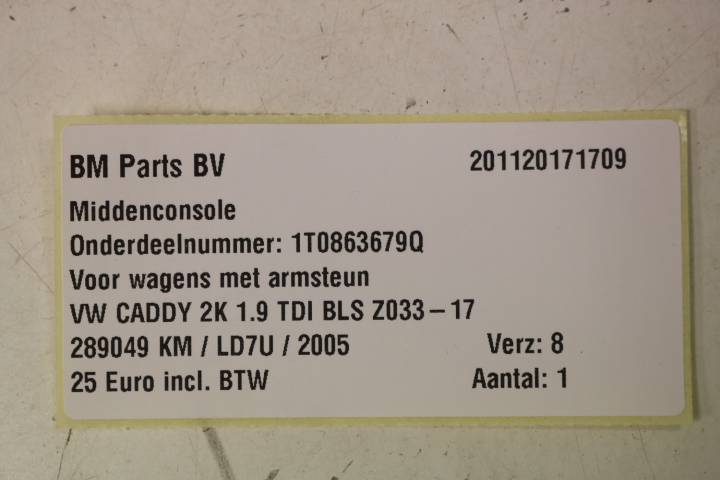 BM Parts BV 201120171709
Middenconsole
Onderdeelnummer: 1T0863679Q
Voor wagens met armsteun
VW CADDY 2K 1.9 TDI BLS Z033-17
289049 KM / LD7U / 2005 Verz: 8
25 Euro incl. BTW Aantal: 1